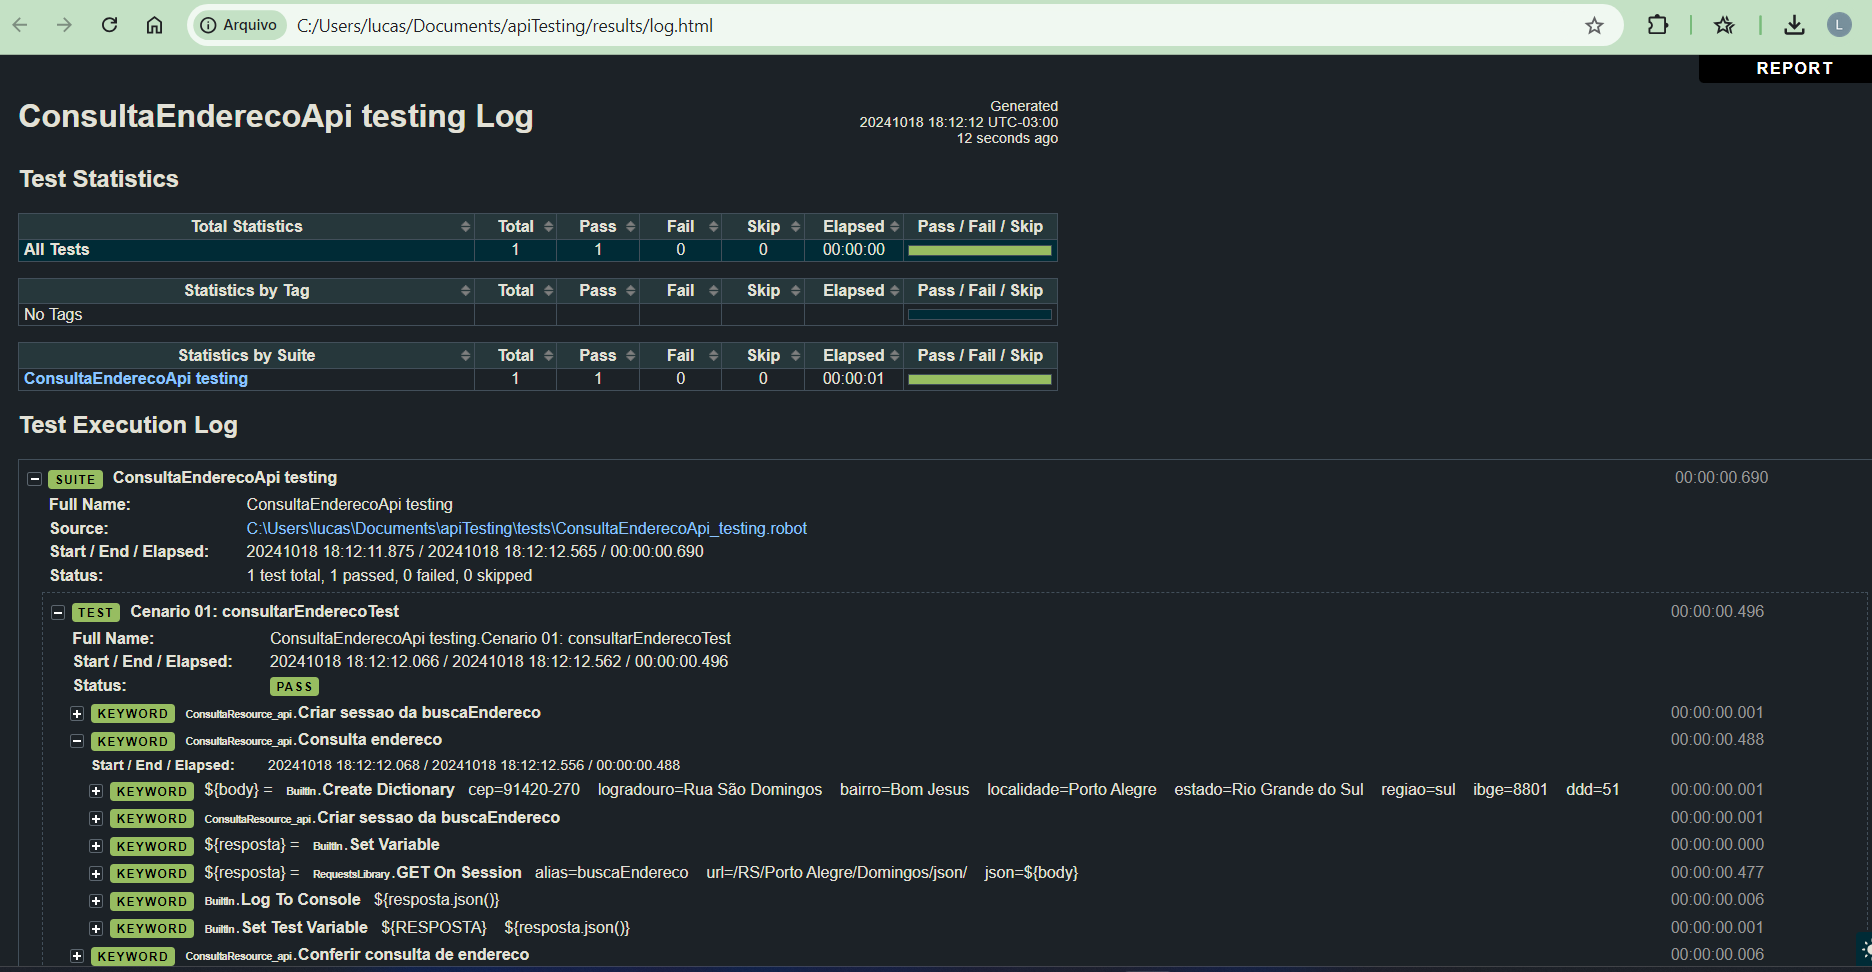 Arquivo C:/Users/lucas/Documents/apiTesting/results/log.html L
REPORT
ConsultaEnderecoApi testing Log
Generated
20241018 18:12:12 UTC-03:00
12 seconds ago
Test Statistics
Total Statistics Total Pass Fail Skip Elapsed Pass / Fail / Skip
All Tests 1 1 0 0 00:00:00
Statistics by Tag Total Pass Fail Skip Elapsed Pass / Fail / Skip
No Tags
Statistics by Suite Total Pass Fail Skip Elapsed Pass / Fail / Skip
ConsultaEnderecoApi testing 1 1 0 0 00:00:01
Test Execution Log
SUITE ConsultaEnderecoApi testing 00:00:00.690
Full Name: ConsultaEnderecoApi testing
Source: C:\Users\lucas\Documents\apiTesting\tests\ConsultaEnderecoApi_testing.robot
Start / End / Elapsed: 20241018 18:12:11.875 / 20241018 18:12:12.565 / 00:00:00.690
Status: 1 test total, 1 passed, 0 failed, 0 skipped
TEST Cenario 01: consultarEnderecoTest 00:00:00.496
Full Name: ConsultaEnderecoApi testing.Cenario 01: consultarEnderecoTest
Start / End / Elapsed: 20241018 18:12:12.066 / 20241018 18:12:12.562 / 00:00:00.496
Status: PASS
KEYWORD ConsultaResource_api.Criar sessao da buscaEndereco 00:00:00.001
KEYWORD ConsultaResource_api.Consulta endereco 00:00:00.488
Start / End / Elapsed: 20241018 18:12:12.068 / 20241018 18:12:12.556 / 00:00:00.488
KEYWORD ${body} = BuiltIn.Create Dictionary cep=91420-270 logradouro=Rua São Domingos bairro=Bom Jesus localidade=Porto Alegre estado=Rio Grande do Sul regiao=sul ibge=8801 ddd=51 00:00:00.001
KEYWORD ConsultaResource_api.Criar sessao da buscaEndereco 00:00:00.001
KEYWORD ${resposta} = BuiltIn.Set Variable 00:00:00.000
KEYWORD ${resposta} = RequestsLibrary.GET On Session alias=buscaEndereco url=/RS/Porto Alegre/Domingos/json/ json=${body} 00:00:00.477
KEYWORD BuiltIn.Log To Console ${resposta.json()} 00:00:00.006
KEYWORD BuiltIn.Set Test Variable ${RESPOSTA} ${resposta.json()} 00:00:00.001
KEYWORD ConsultaResource_api.Conferir consulta de endereco 00:00:00.006